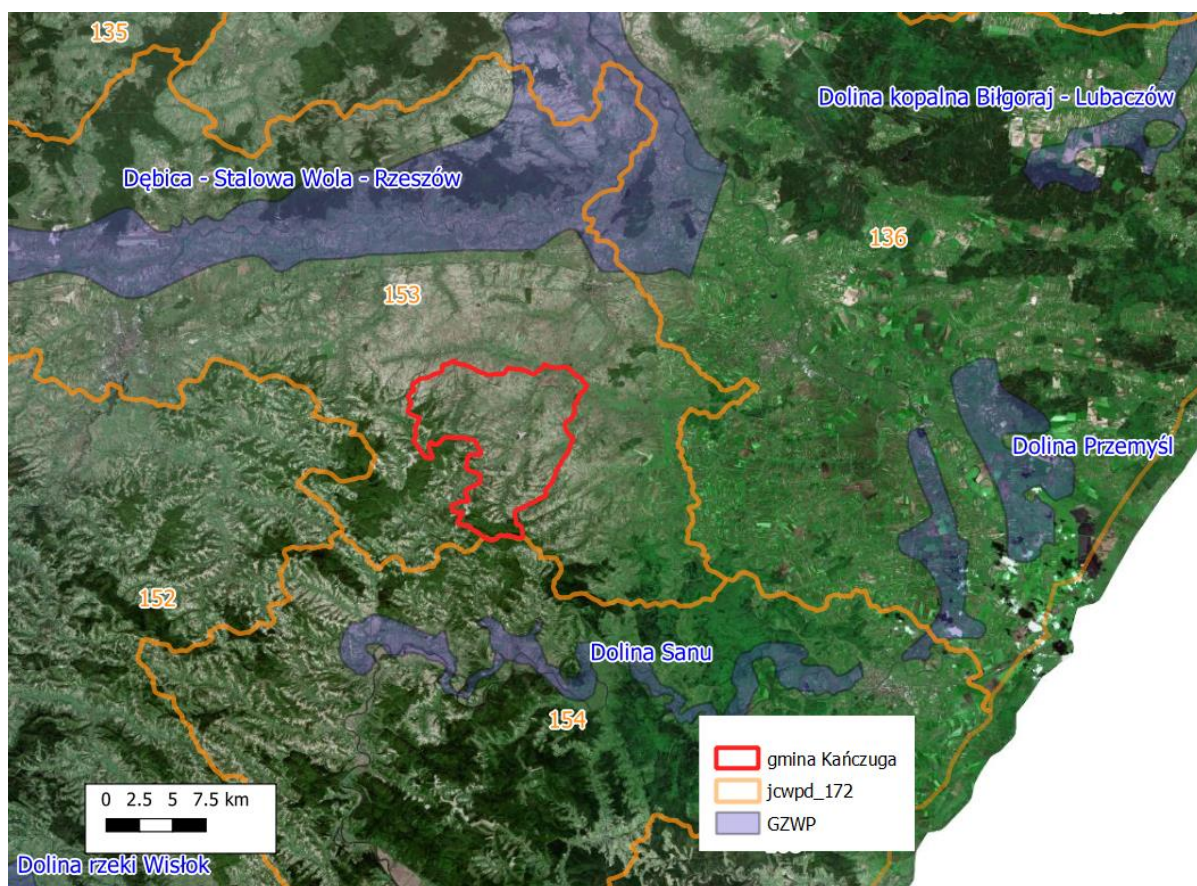 135
Dolina kopalna Biłgoraj - Lubaczów
Dębica - Stalowa Wola - Rzeszów
136
153
Dolina Przemyśl
152
Dolina Sanu
154
gmina Kańczuga
jcwpd_172
GZWP
0 2.5 5 7.5 km
Dolina rzeki Wisłok